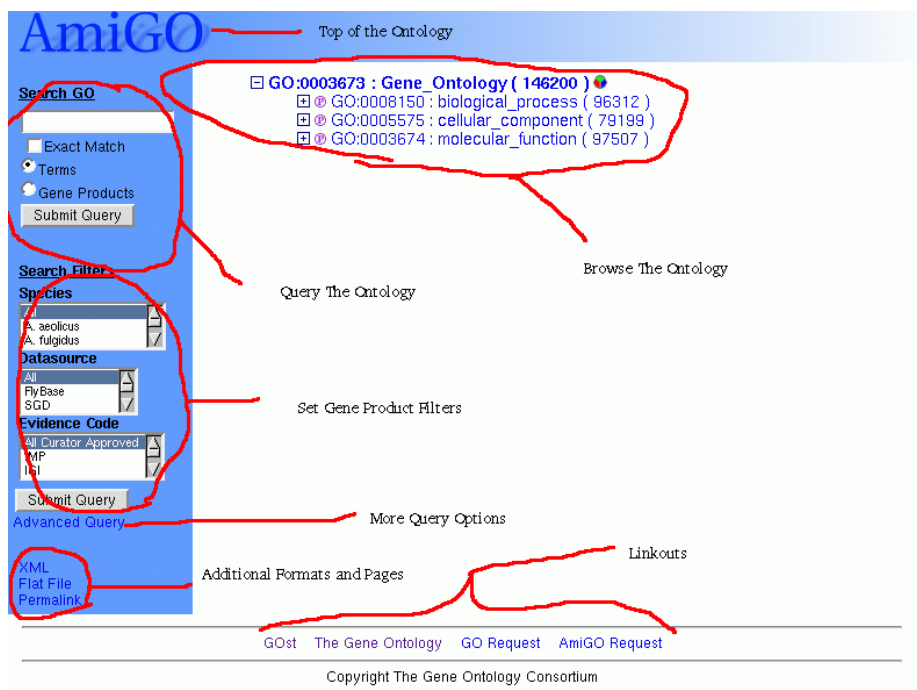 AmiGO
Top of the Ontology
Search GO
Exact Match
Terms
Gene Products
Submit Query
GO:0003673 : Gene_Ontology ( 146200 )
P GO:0008150 : biological_process ( 96312 )
P GO:0005575 : cellular_component ( 79199 )
P GO:0003674 : molecular_function ( 97507 )
Browse The Ontology
Query The Ontology
Search Filters
Species
All
A. aeolicus
A. fulgidus
Datasource
All
FlyBase
SGD
Evidence Code
All Curator Approved
IMP
IGI
Submit Query
Set Gene Product Filters
Advanced Query
More Query Options
XML
Flat File
Permalink
Additional Formats and Pages
Linkouts
GOst The Gene Ontology GO Request AmiGO Request
Copyright The Gene Ontology Consortium